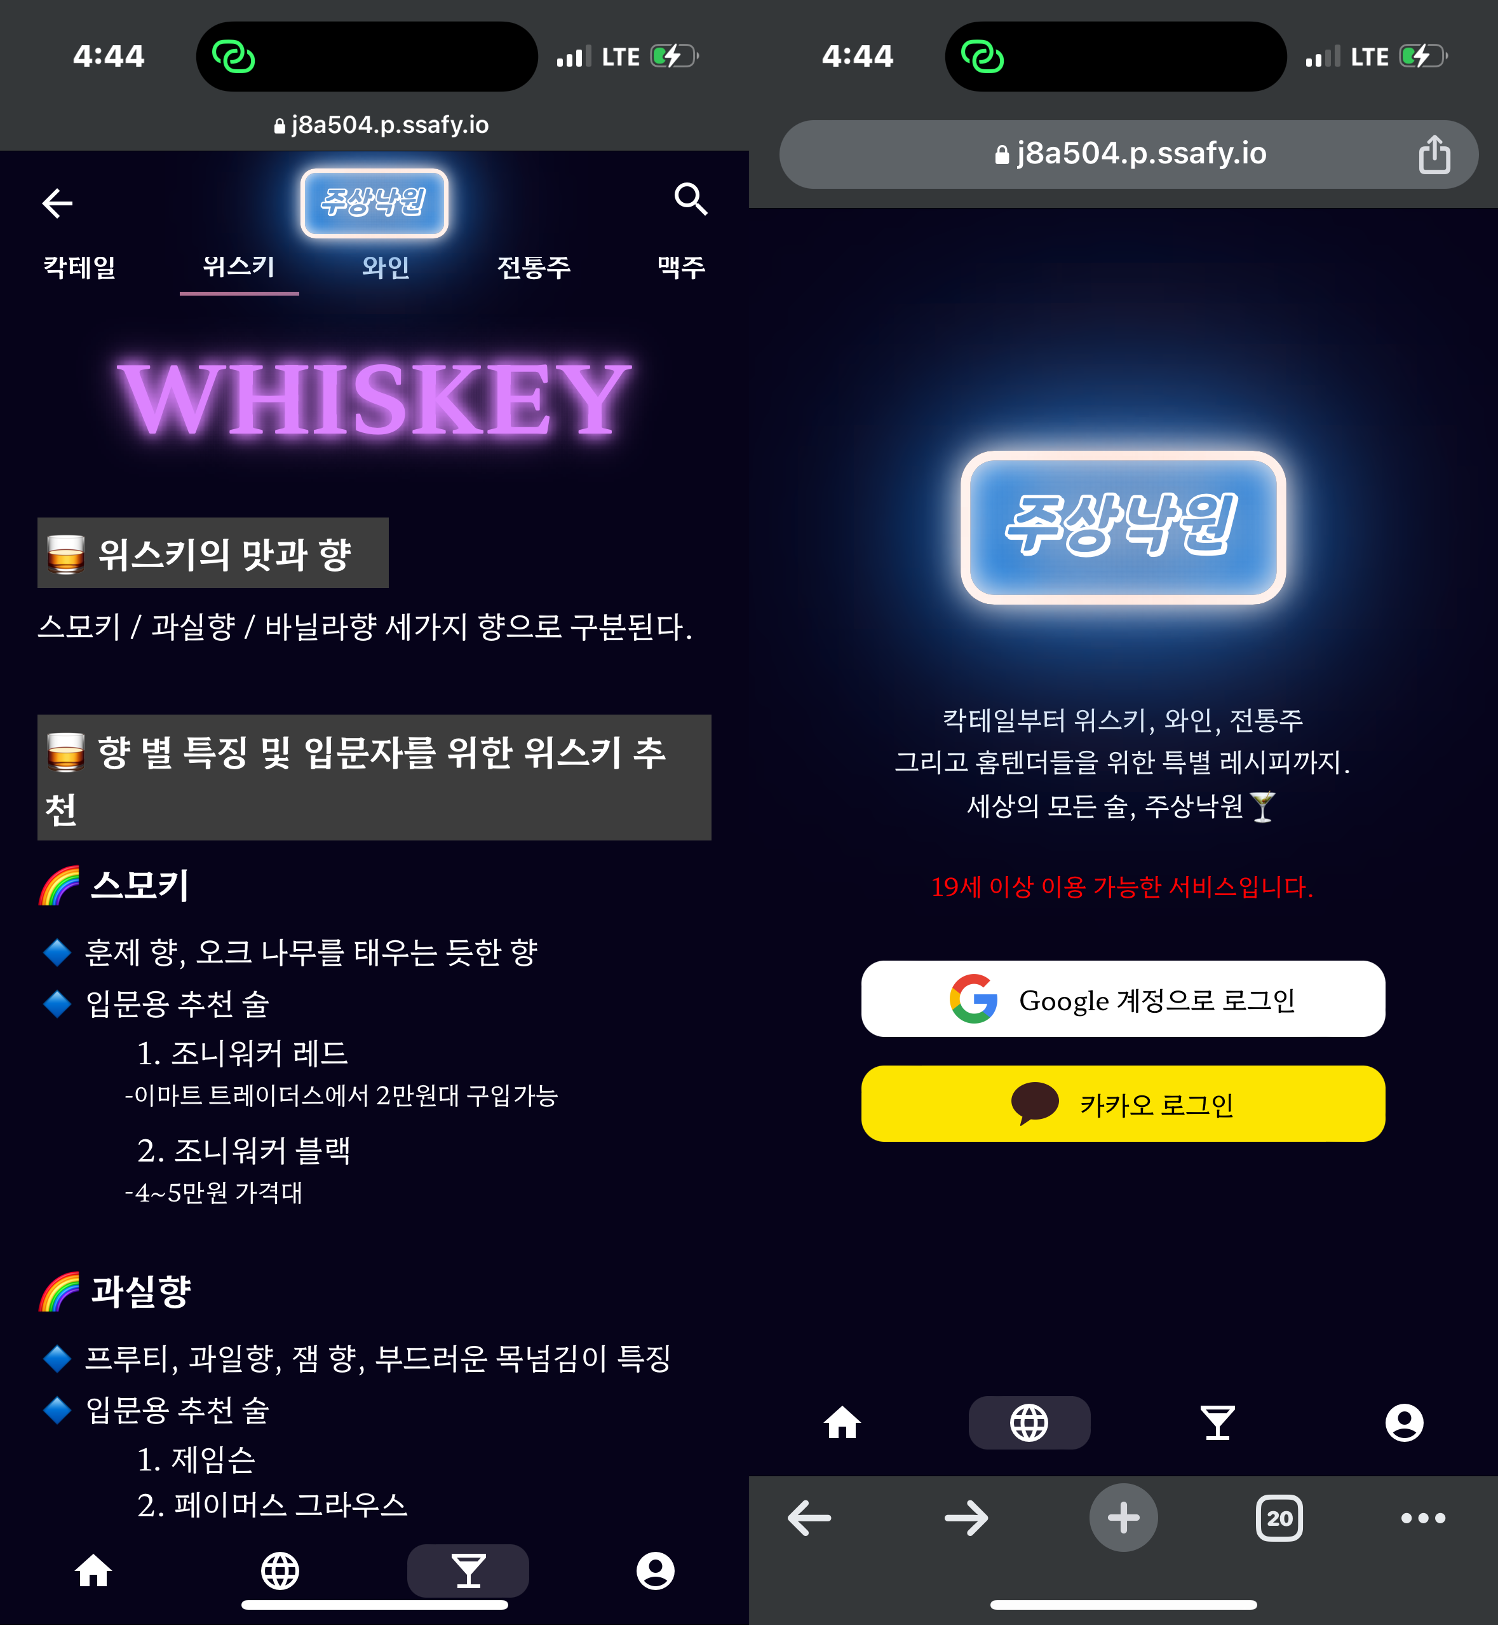 4:44
LTE
j8a504.p.ssafy.io
주상낙원
칵테일 위스키 와인 전통주 맥주
WHISKEY
위스키의 맛과 향
스모키 / 과실향 / 바닐라향 세가지 향으로 구분된다.
향 별 특징 및 입문자를 위한 위스키 추
천
스모키
훈제 향, 오크 나무를 태우는 듯한 향
입문용 추천 술
1. 조니워커 레드
-이마트 트레이더스에서 2만원대 구입가능
2. 조니워커 블랙
-4~5만원 가격대
과실향
프루티, 과일향, 잼 향, 부드러운 목넘김이 특징
입문용 추천 술
1. 제임슨
2. 페이머스 그라우스
4:44
LTE
j8a504.p.ssafy.io
주상낙원
칵테일부터 위스키, 와인, 전통주
그리고 홈텐더들을 위한 특별 레시피까지.
세상의 모든 술, 주상낙원
19세 이상 이용 가능한 서비스입니다.
Google 계정으로 로그인
카카오 로그인
20